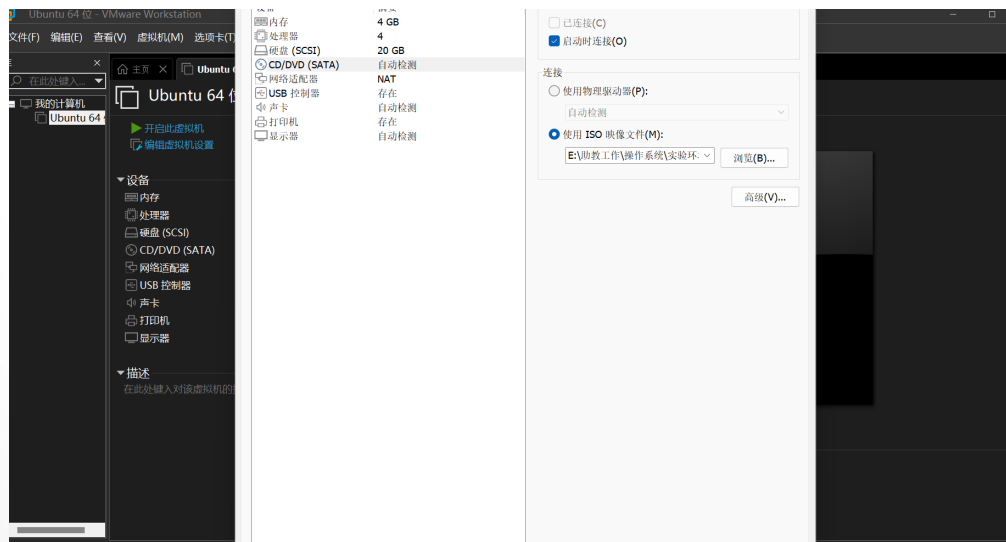 Ubuntu 64 位 - VMware Workstation
文件(F) 编辑(E) 查看(V) 虚拟机(M) 选项卡(T)
在此处键入...
我的计算机
Ubuntu 64
主页
Ubuntu
Ubuntu 64 位
开启此虚拟机
编辑虚拟机设置
设备
内存
处理器
硬盘 (SCSI)
CD/DVD (SATA)
网络适配器
USB 控制器
声卡
打印机
显示器
描述
在此处键入对该虚拟机的
设备 摘要
内存 4 GB
处理器 4
硬盘 (SCSI) 20 GB
CD/DVD (SATA) 自动检测
网络适配器 NAT
USB 控制器 存在
声卡 自动检测
打印机 存在
显示器 自动检测
已连接(C)
启动时连接(O)
连接
使用物理驱动器(P):
自动检测
使用 ISO 映像文件(M):
E:\助教工作\操作系统\实验环
浏览(B)...
高级(V)...